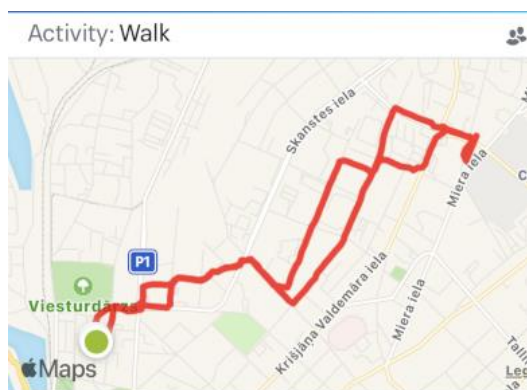 Activity: Walk
Skanstes iela
Miera iela
P1
Viesturdārzs
Krišjāņa Valdemāra iela
Miera iela
Maps